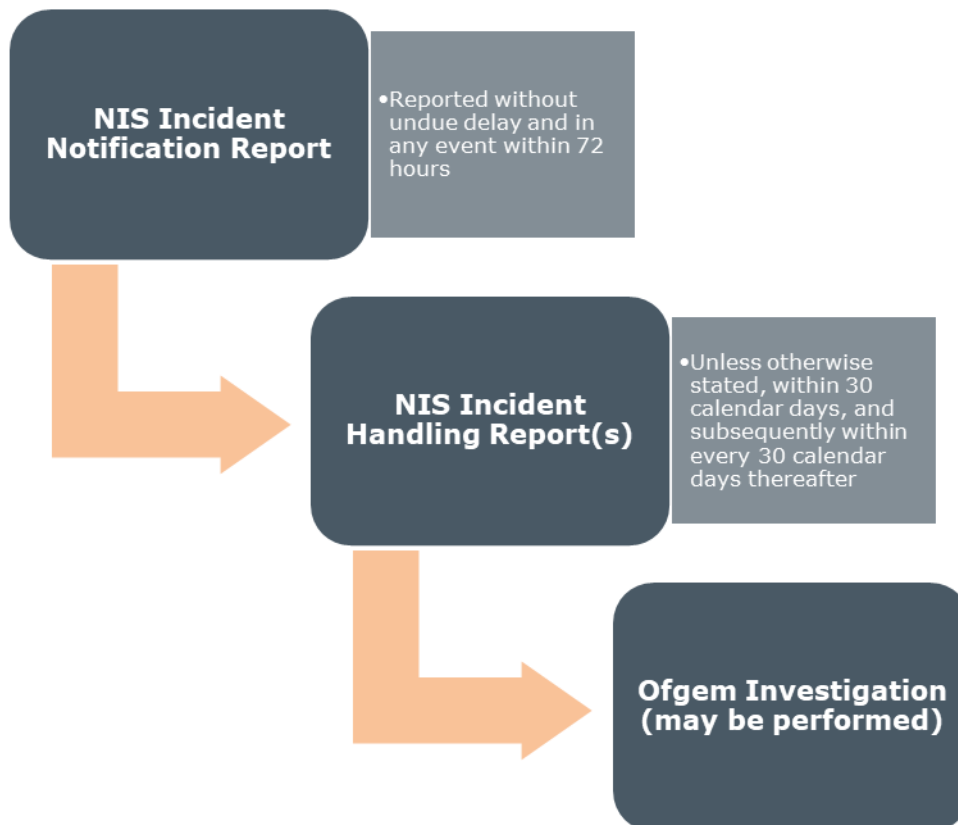 NIS Incident
Notification Report
•Reported without
undue delay and in
any event within 72
hours
NIS Incident
Handling Report(s)
•Unless otherwise
stated, within 30
calendar days, and
subsequently within
every 30 calendar
days thereafter
Ofgem Investigation
(may be performed)